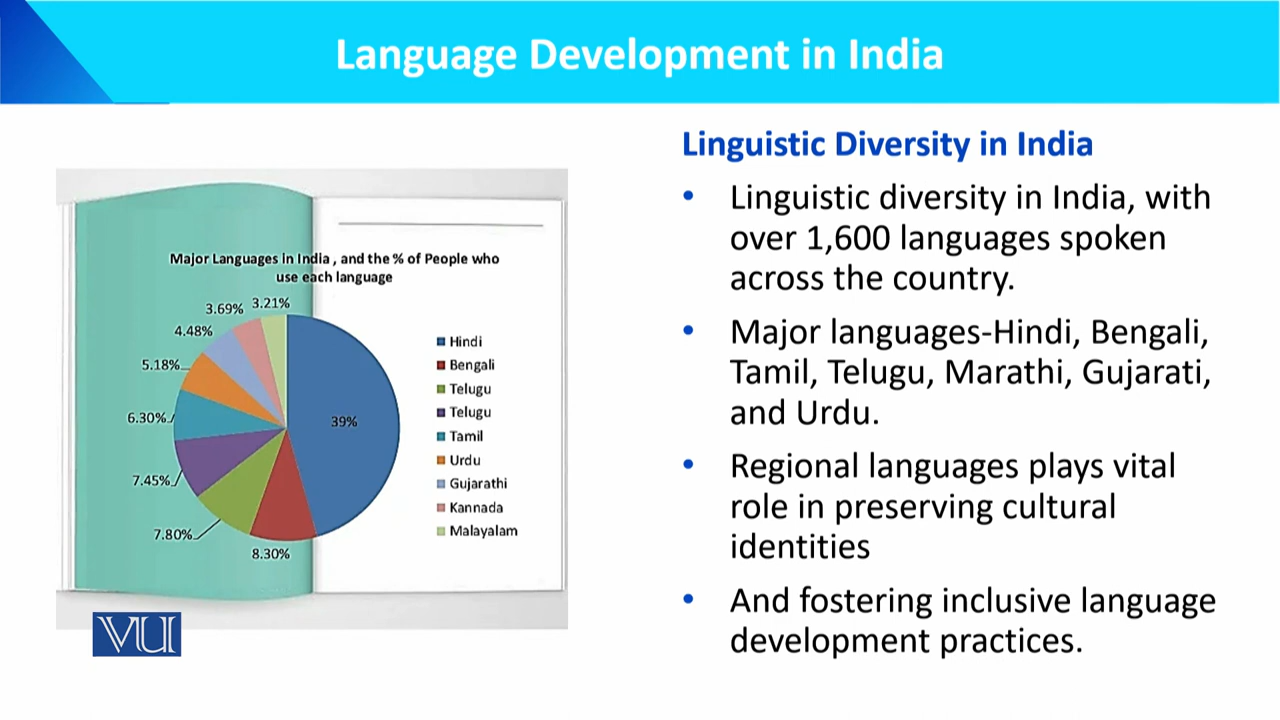 Language Development in India
Major Languages in India , and the % of People who
use each language
3.69%
3.21%
4.48%
5.18%
6.30%
7.45%
7.80%
8.30%
39%
Hindi
Bengali
Telugu
Telugu
Tamil
Urdu
Gujarathi
Kannada
Malayalam
VU
Linguistic Diversity in India
• Linguistic diversity in India, with
over 1,600 languages spoken
across the country.
• Major languages-Hindi, Bengali,
Tamil, Telugu, Marathi, Gujarati,
and Urdu.
• Regional languages plays vital
role in preserving cultural
identities
• And fostering inclusive language
development practices.